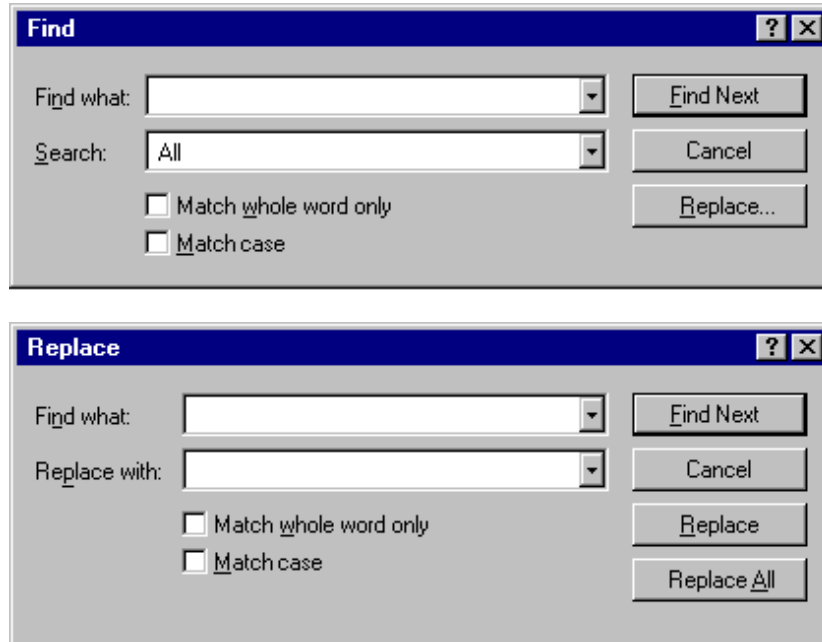 Find
Find what:
Find Next
Search: All
Cancel
Match whole word only
Replace...
Match case
Replace
Find what:
Find Next
Replace with:
Cancel
Match whole word only
Replace
Match case
Replace All